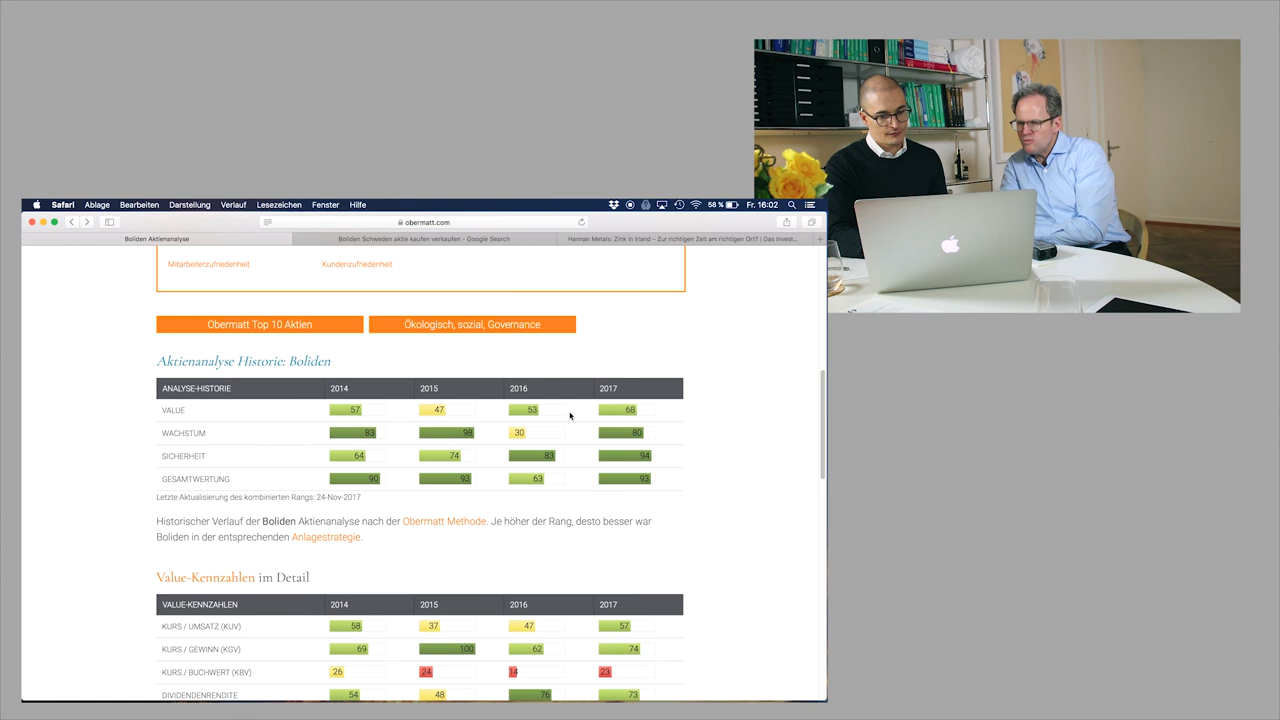 Safari Ablage Bearbeiten Darstellung Verlauf Lesezeichen Fenster Hilfe 58 % Fr. 16:02
obermatt.com
Boliden Aktienanalyse Boliden Schweden aktie kaufen verkaufen - Google Search Hannan Metals: Zink in Irland – Zur richtigen Zeit am richtigen Ort? | Das Invest...
Mitarbeiterzufriedenheit Kundenzufriedenheit
Obermatt Top 10 Aktien Ökologisch, sozial, Governance
Aktienanalyse Historie: Boliden
ANALYSE-HISTORIE 2014 2015 2016 2017
VALUE 57 47 53 68
WACHSTUM 83 98 30 80
SICHERHEIT 64 74 83 94
GESAMTWERTUNG 90 93 63 93
Letzte Aktualisierung des kombinierten Rangs: 24-Nov-2017
Historischer Verlauf der Boliden Aktienanalyse nach der Obermatt Methode. Je höher der Rang, desto besser war
Boliden in der entsprechenden Anlagestrategie.
Value-Kennzahlen im Detail
VALUE-KENNZAHLEN 2014 2015 2016 2017
KURS / UMSATZ (KUV) 58 37 47 57
KURS / GEWINN (KGV) 69 100 62 74
KURS / BUCHWERT (KBV) 26 24 14 23
DIVIDENDENRENDITE 54 48 76 73